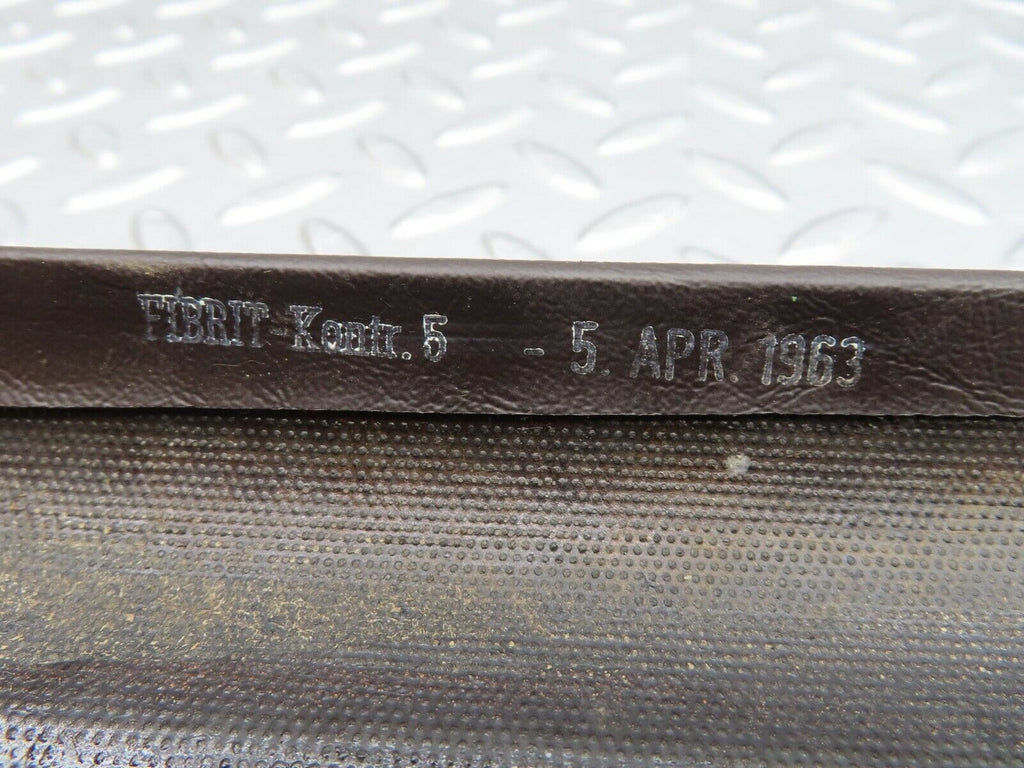 FIBRIT-Kontr. 5 - 5. APR. 1963